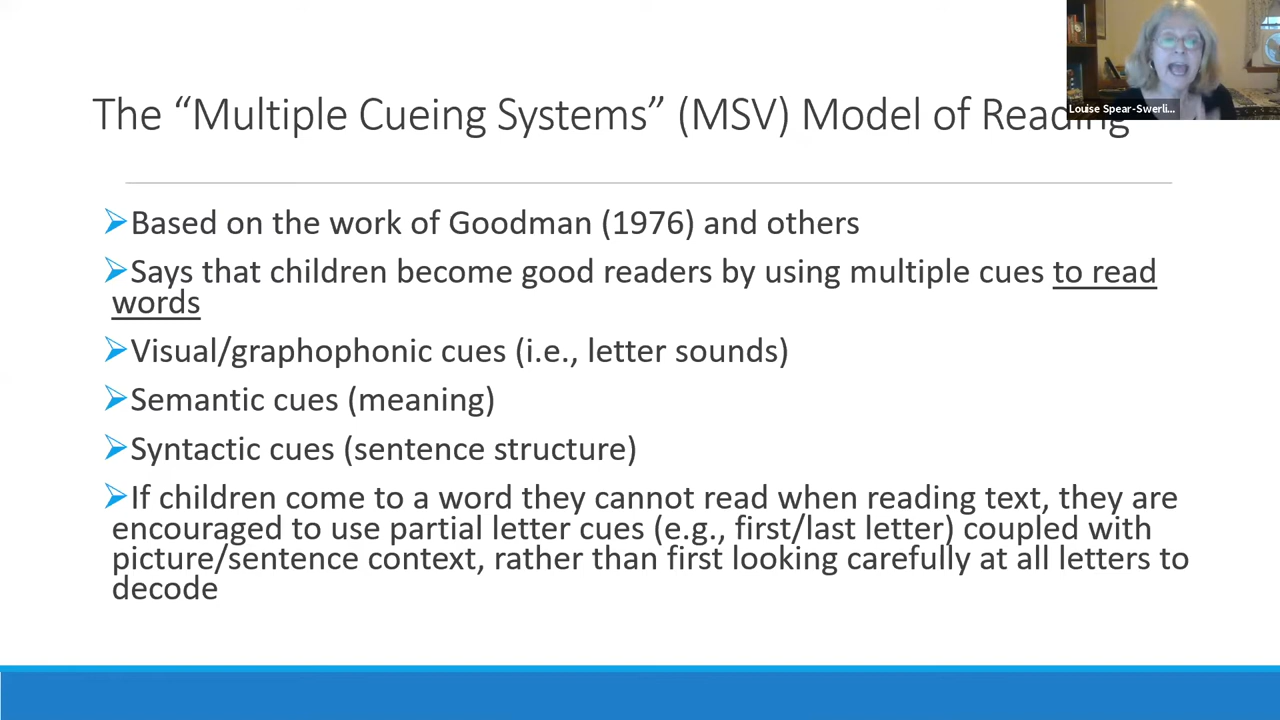 Louise Spear-Swerli...
The “Multiple Cueing Systems” (MSV) Model of Reading
➢Based on the work of Goodman (1976) and others
➢Says that children become good readers by using multiple cues to read
words
➢Visual/graphophonic cues (i.e., letter sounds)
➢Semantic cues (meaning)
➢Syntactic cues (sentence structure)
➢If children come to a word they cannot read when reading text, they are
encouraged to use partial letter cues (e.g., first/last letter) coupled with
picture/sentence context, rather than first looking carefully at all letters to
decode